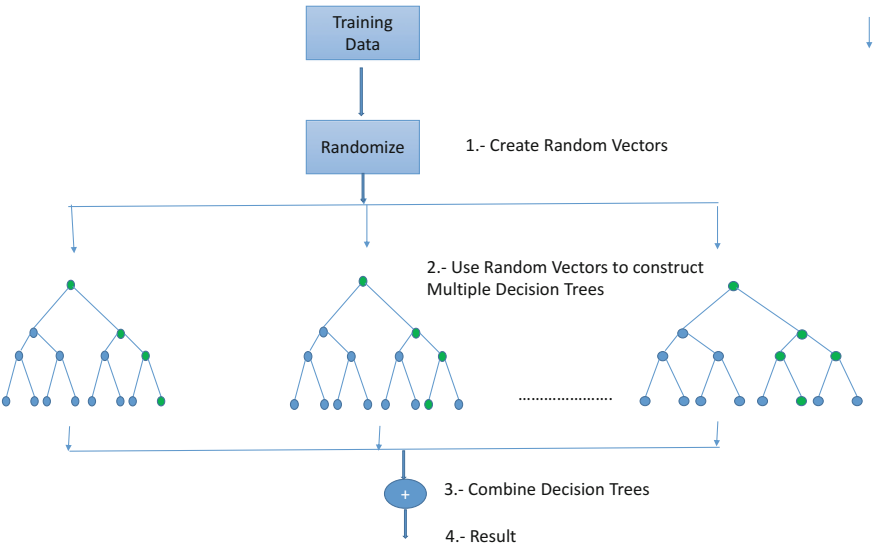 Training
Data
Randomize
1.- Create Random Vectors
2.- Use Random Vectors to construct
Multiple Decision Trees
.......................
+
3.- Combine Decision Trees
4.- Result